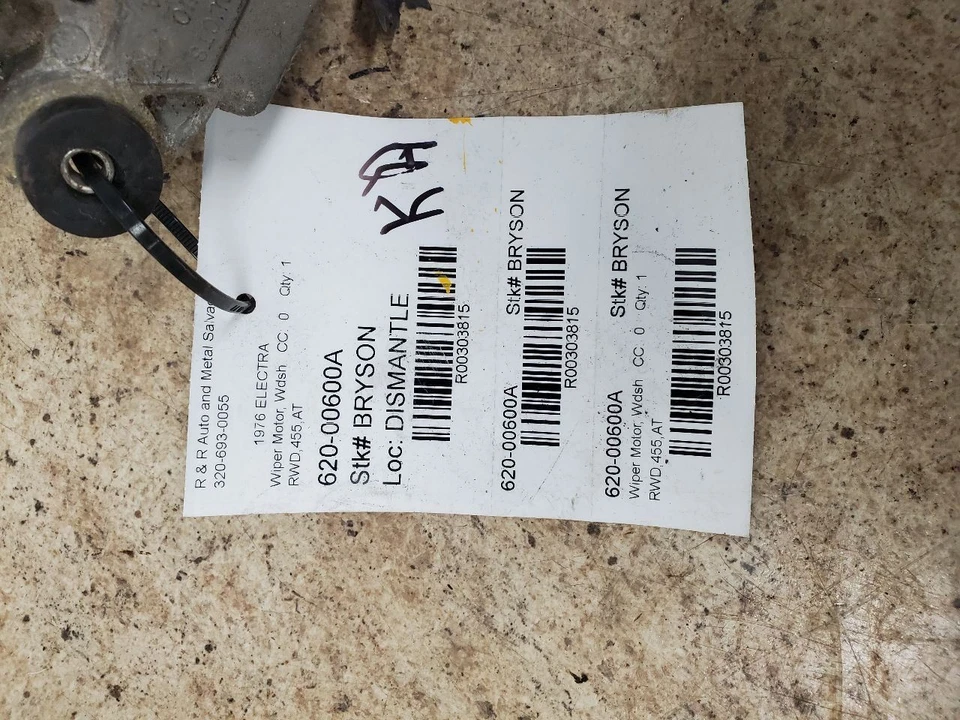 R & R Auto and Metal Salva
320-693-0055
1976 ELECTRA
Wiper Motor, Wdsh CC 0 Qty: 1
RWD,455,AT
620-00600A
Stk# BRYSON
Loc: DISMANTLE
R00303815
620-00600A Stk# BRYSON
R00303815
620-00600A Stk# BRYSON
Wiper Motor, Wdsh CC 0 Qty: 1
RWD,455,AT
R00303815